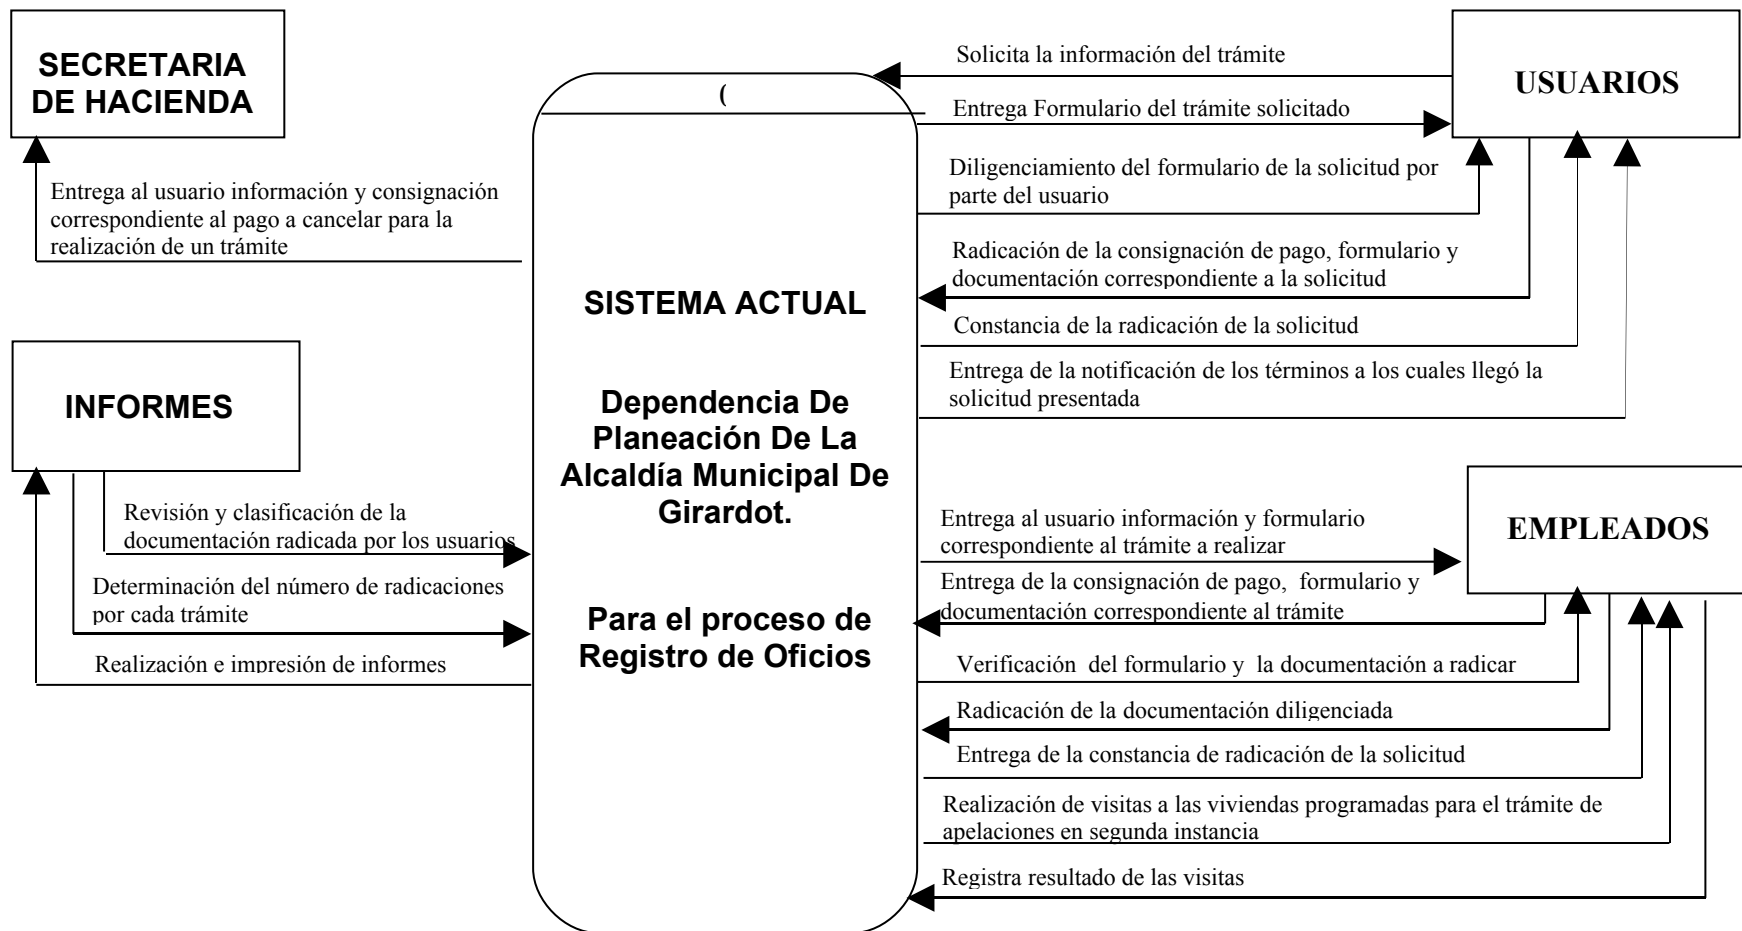 SECRETARIA
DE HACIENDA
Entrega al usuario información y consignación
correspondiente al pago a cancelar para la
realización de un trámite
INFORMES
Revisión y clasificación de la
documentación radicada por los usuarios
Determinación del número de radicaciones
por cada trámite
Realización e impresión de informes
(
SISTEMA ACTUAL
Dependencia De
Planeación De La
Alcaldía Municipal De
Girardot.
Para el proceso de
Registro de Oficios
USUARIOS
Solicita la información del trámite
Entrega Formulario del trámite solicitado
Diligenciamiento del formulario de la solicitud por
parte del usuario
Radicación de la consignación de pago, formulario y
documentación correspondiente a la solicitud
Constancia de la radicación de la solicitud
Entrega de la notificación de los términos a los cuales llegó la
solicitud presentada
EMPLEADOS
Entrega al usuario información y formulario
correspondiente al trámite a realizar
Entrega de la consignación de pago,  formulario y
documentación correspondiente al trámite
Verificación  del formulario y  la documentación a radicar
Radicación de la documentación diligenciada
Entrega de la constancia de radicación de la solicitud
Realización de visitas a las viviendas programadas para el trámite de
apelaciones en segunda instancia
Registra resultado de las visitas